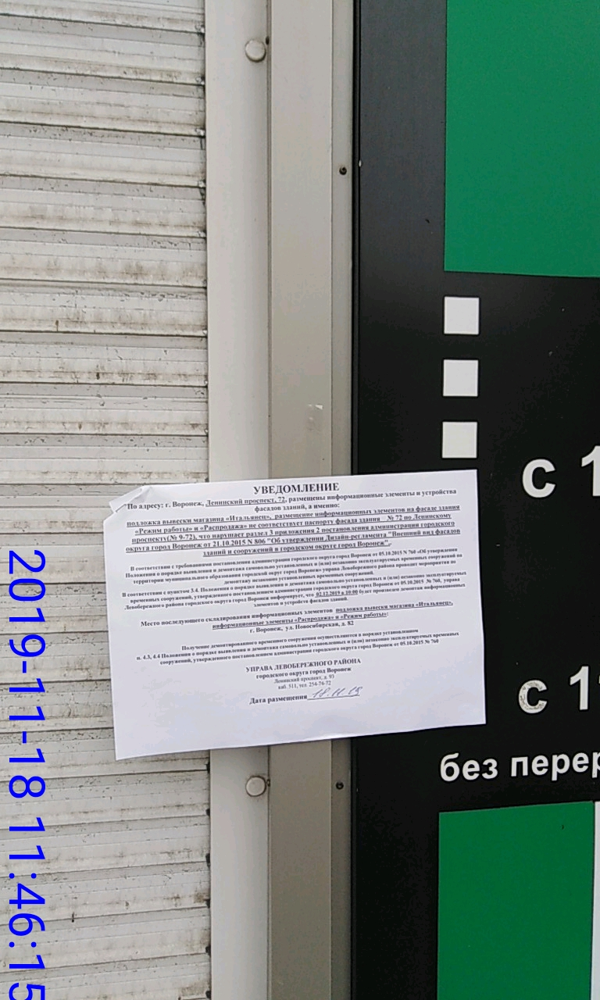 УВЕДОМЛЕНИЕ
По адресу: г. Воронеж, Ленинский проспект, 72, размещены информационные элементы и устройства
фасадов зданий, а именно:
подложка вывески магазина «Итальянец», размещение информационных элементов на фасаде здания
«Режим работы» и «Распродажа» не соответствует паспорту фасада здания № 72 по Ленинскому
проспекту(№ 9-72), что нарушает раздел 3 приложения 2 постановления администрации городского
округа город Воронеж от 21.10.2015 N 806 "Об утверждении Дизайн-регламента "Внешний вид фасадов
зданий и сооружений в городском округе город Воронеж".
В соответствии с требованиями постановления администрации городского округа город Воронеж от 05.10.2015 N 760 «Об утверждении
Положения о порядке выявления и демонтажа самовольно установленных и (или) незаконно эксплуатируемых временных сооружений на
территории муниципального образования городской округ город Воронеж» управа Левобережного района проводит мероприятия по
демонтажу незаконно установленных временных сооружений.
В соответствии с пунктом 3.4. Положения о порядке выявления и демонтажа самовольно установленных и (или) незаконно эксплуатируемых
временных сооружений, утвержденного постановлением администрации городского округа город Воронеж от 05.10.2015 № 760, управа
Левобережного района городского округа город Воронеж информирует, что 02.12.2019 в 10:00 будет произведен демонтаж информационных
элементов и устройств фасадов зданий.
Место последующего складирования информационных элементов подложка вывески магазина «Итальянец»,
информационные элементы «Распродажа» и «Режим работы»:
г. Воронеж, ул. Новосибирская, д. 82
Получение демонтированного временного сооружения осуществляется в порядке установленном
п. 4.3, 4.4 Положения о порядке выявления и демонтажа самовольно установленных и (или) незаконно эксплуатируемых временных
сооружений, утвержденного постановлением администрации городского округа город Воронеж от 05.10.2015 № 760
УПРАВА ЛЕВОБЕРЕЖНОГО РАЙОНА
городского округа город Воронеж
Ленинский проспект, д. 93
каб. 511, тел. 254-74-72
Дата размещения 18.11.19
с 1
с 1
без перер
2019-11-18 11:46:15